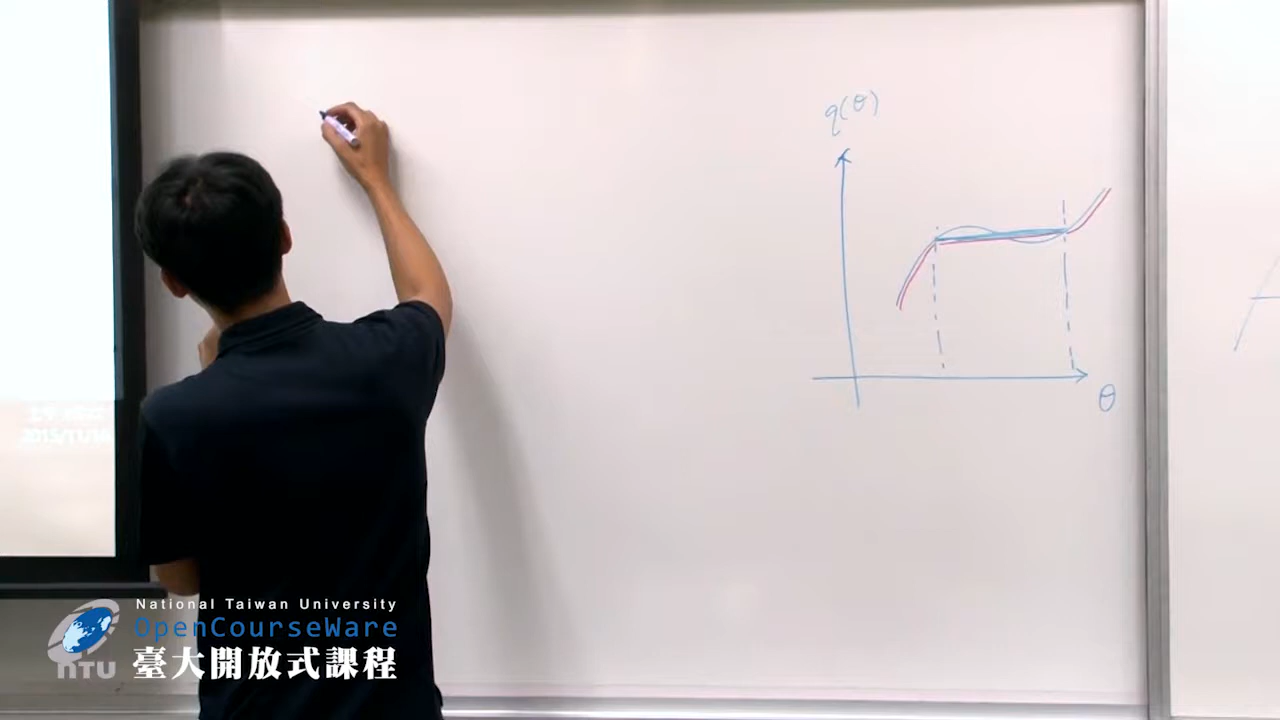 q(θ)
θ
National Taiwan University
OpenCourseWare
臺大開放式課程
NTU